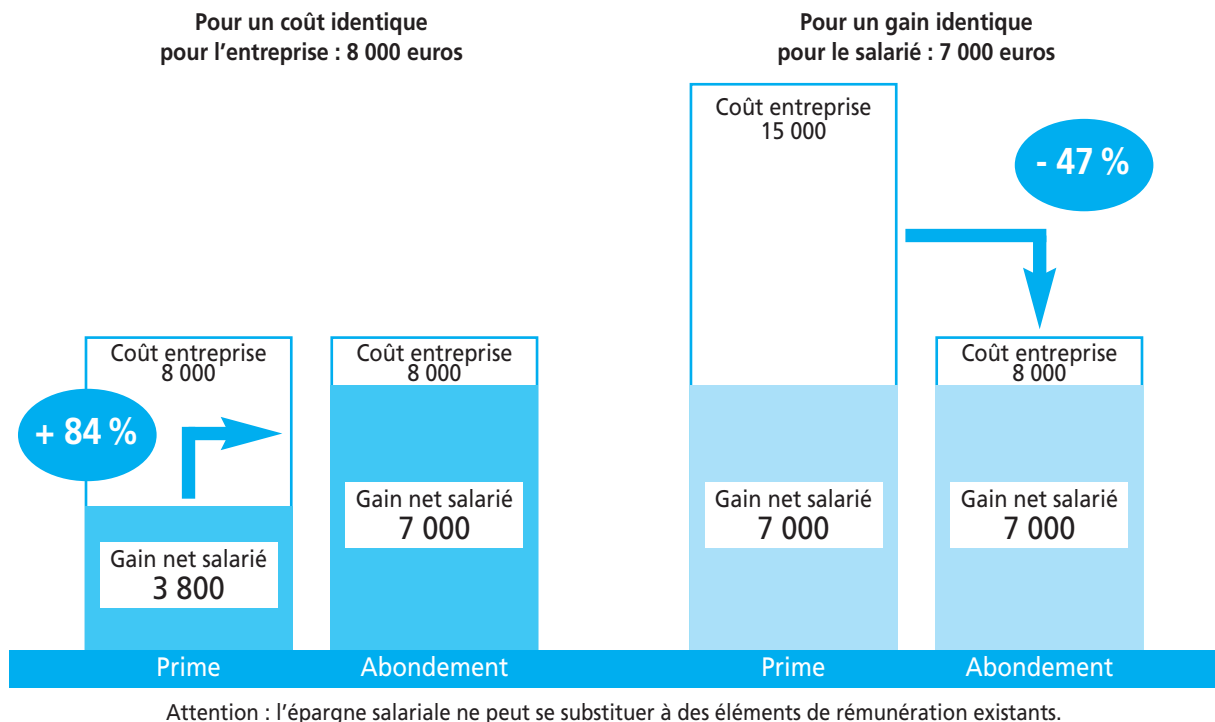 Pour un coût identique
pour l'entreprise : 8 000 euros
Pour un gain identique
pour le salarié : 7 000 euros
Coût entreprise
15 000
- 47 %
Coût entreprise
8 000
Coût entreprise
8 000
Coût entreprise
8 000
+ 84 %
Gain net salarié
3 800
Gain net salarié
7 000
Gain net salarié
7 000
Gain net salarié
7 000
Prime
Abondement
Prime
Abondement
Attention : l'épargne salariale ne peut se substituer à des éléments de rémunération existants.